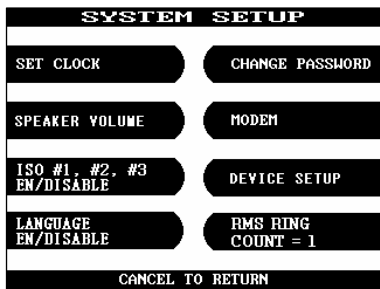 SYSTEM SETUP
SET CLOCK
CHANGE PASSWORD
SPEAKER VOLUME
MODEM
ISO #1, #2, #3
EN/DISABLE
DEVICE SETUP
LANGUAGE
EN/DISABLE
RMS RING
COUNT = 1
CANCEL TO RETURN